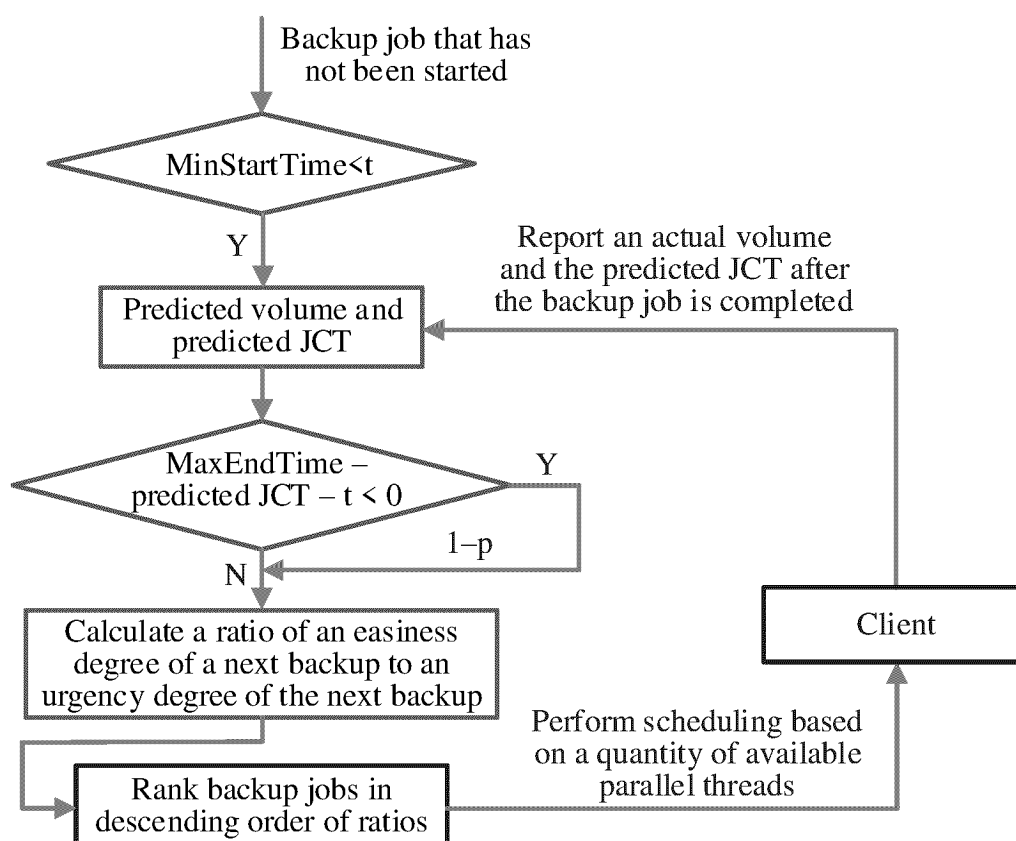 Backup job that has
not been started
MinStartTime<t
Y
Report an actual volume
and the predicted JCT after
the backup job is completed
Predicted volume and
predicted JCT
MaxEndTime –
predicted JCT – t < 0
Y
1–p
N
Calculate a ratio of an easiness
degree of a next backup to an
urgency degree of the next backup
Client
Perform scheduling based
on a quantity of available
parallel threads
Rank backup jobs in
descending order of ratios